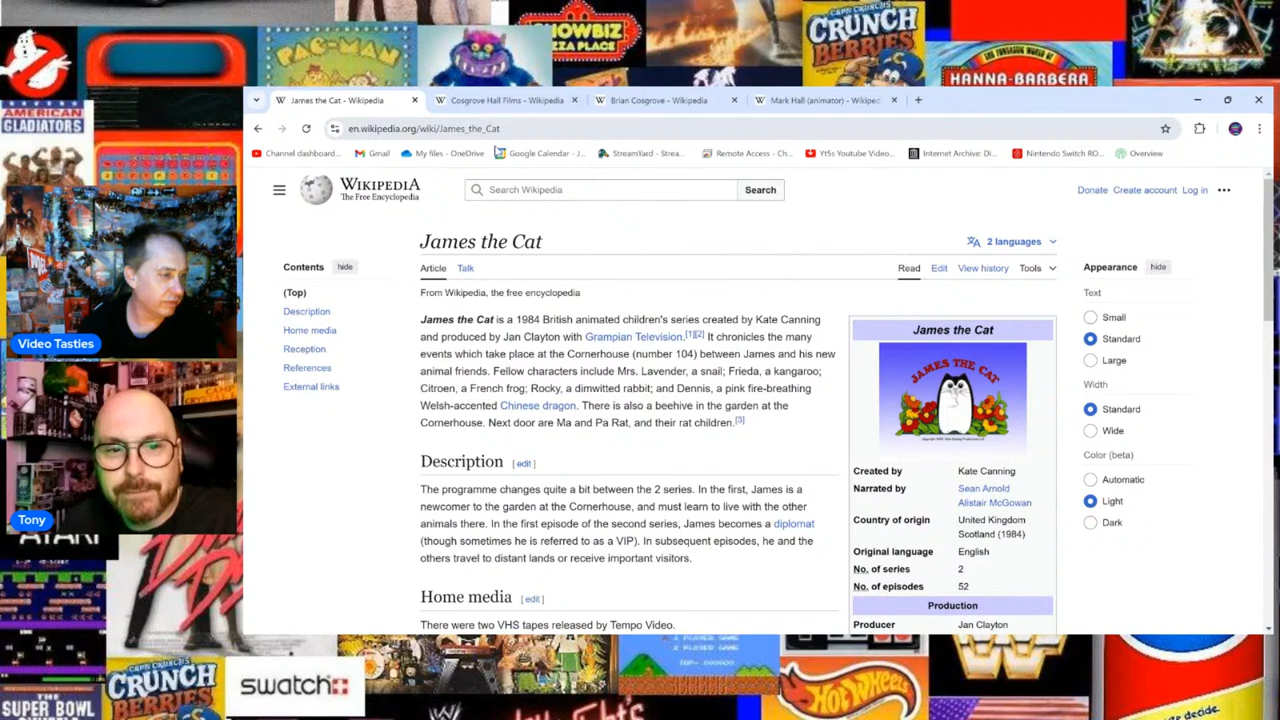 PAC-MAN
SHOWBIZ
PIZZA PLACE
CRUNCH
BERRIES
HANNA-BARBERA
AMERICAN
GLADIATORS
James the Cat - Wikipedia
Cosgrove Hall Films - Wikipedia
Brian Cosgrove - Wikipedia
Mark Hall (animator) - Wikiped
en.wikipedia.org/wiki/James_the_Cat
Channel dashboard...
Gmail
My files - OneDrive
Google Calendar - J...
StreamYard - Strea...
Remote Access - Ch...
Yt5s Youtube Video...
Internet Archive: Di...
Nintendo Switch RO...
Overview
WIKIPEDIA
The Free Encyclopedia
Search Wikipedia
Search
Donate
Create account
Log in
James the Cat
2 languages
Contents
hide
(Top)
Description
Home media
Reception
References
External links
Article
Talk
Read
Edit
View history
Tools
From Wikipedia, the free encyclopedia
James the Cat is a 1984 British animated children's series created by Kate Canning
and produced by Jan Clayton with Grampian Television.[1][2] It chronicles the many
events which take place at the Cornerhouse (number 104) between James and his new
animal friends. Fellow characters include Mrs. Lavender, a snail; Frieda, a kangaroo;
Citroen, a French frog; Rocky, a dimwitted rabbit; and Dennis, a pink fire-breathing
Welsh-accented Chinese dragon. There is also a beehive in the garden at the
Cornerhouse. Next door are Ma and Pa Rat, and their rat children.[3]
Description [ edit ]
The programme changes quite a bit between the 2 series. In the first, James is a
newcomer to the garden at the Cornerhouse, and must learn to live with the other
animals there. In the first episode of the second series, James becomes a diplomat
(though sometimes he is referred to as a VIP). In subsequent episodes, he and the
others travel to distant lands or receive important visitors.
Home media [ edit ]
There were two VHS tapes released by Tempo Video.
James the Cat
JAMES THE CAT
Created by Kate Canning
Narrated by Sean Arnold
Alistair McGowan
Country of origin United Kingdom
Scotland (1984)
Original language English
No. of series 2
No. of episodes 52
Production
Producer Jan Clayton
Appearance
hide
Text
Small
Standard
Large
Width
Standard
Wide
Color (beta)
Automatic
Light
Dark
Video Tasties
Tony
ATARI
CRUNCH
BERRIES
swatch
THE
SUPER BOWL
HOT WHEELS
decide.